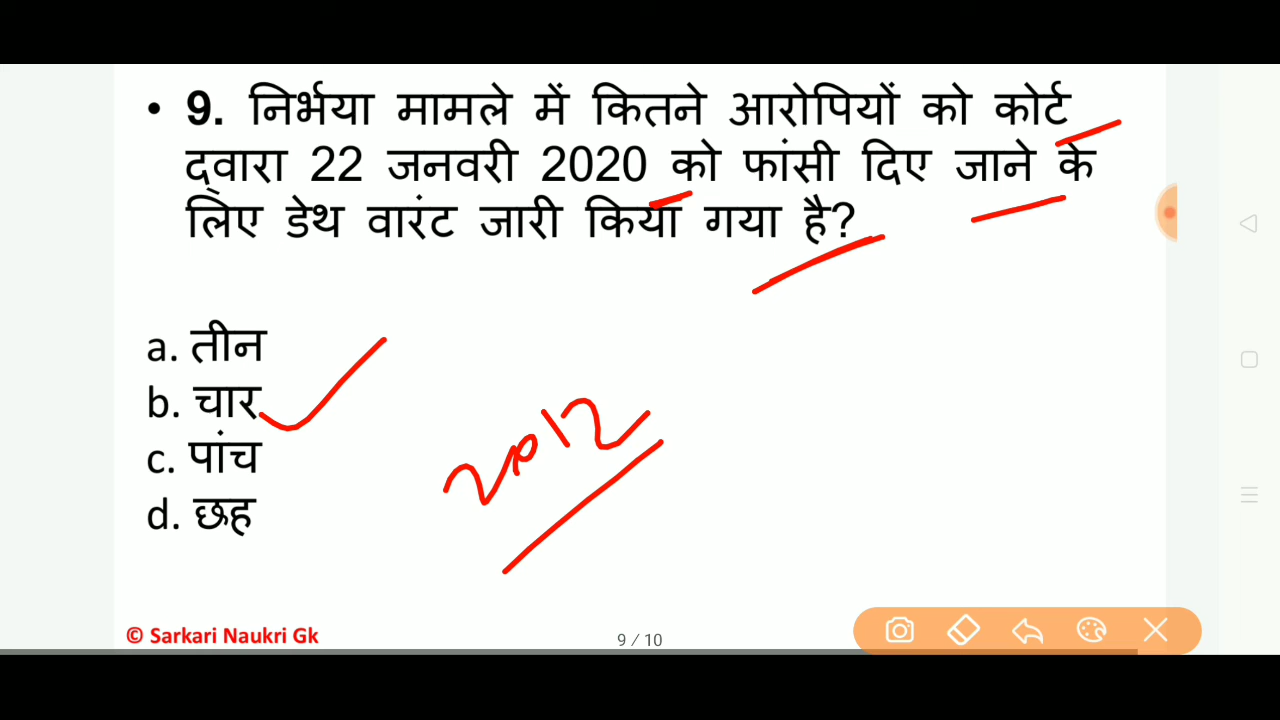 • 9. निर्भया मामले में कितने आरोपियों को कोर्ट
द्वारा 22 जनवरी 2020 को फांसी दिए जाने के
लिए डेथ वारंट जारी किया गया है?
a. तीन
b. चार
c. पांच
d. छह
2012
© Sarkari Naukri Gk
9 / 10